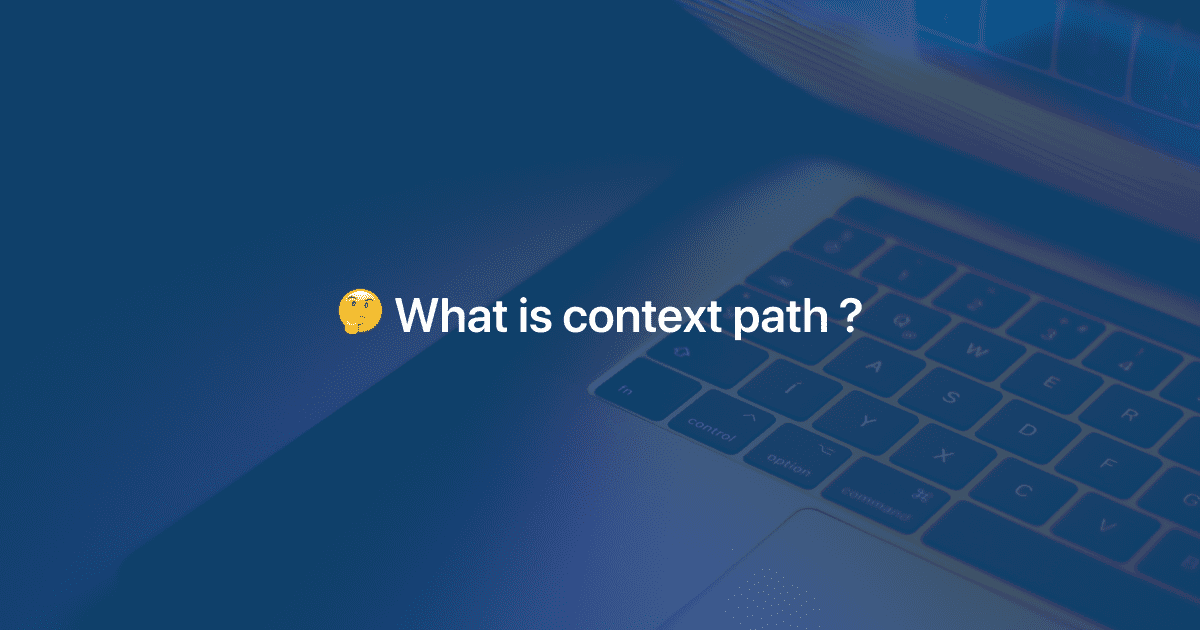 🤔 What is context path ?
Q W E R
A S D F
fn í Y X C V
control option command